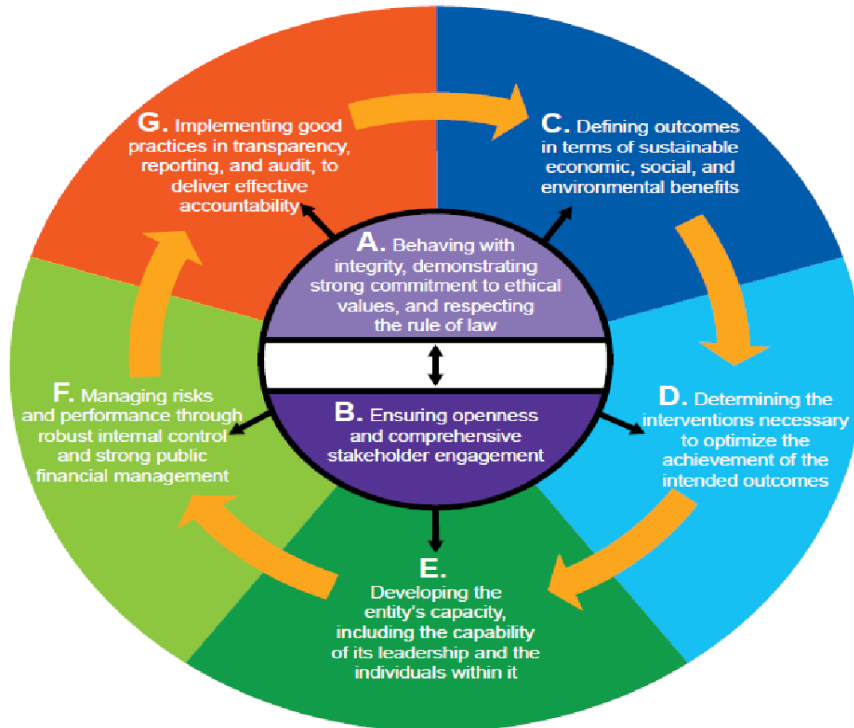 A. Behaving with
integrity, demonstrating
strong commitment to ethical
values, and respecting
the rule of law
B. Ensuring openness
and comprehensive
stakeholder engagement
C. Defining outcomes
in terms of sustainable
economic, social, and
environmental benefits
D. Determining the
interventions necessary
to optimize the
achievement of the
intended outcomes
E.
Developing the
entity's capacity,
including the capability
of its leadership and the
individuals within it
F. Managing risks
and performance through
robust internal control
and strong public
financial management
G. Implementing good
practices in transparency,
reporting, and audit, to
deliver effective
accountability